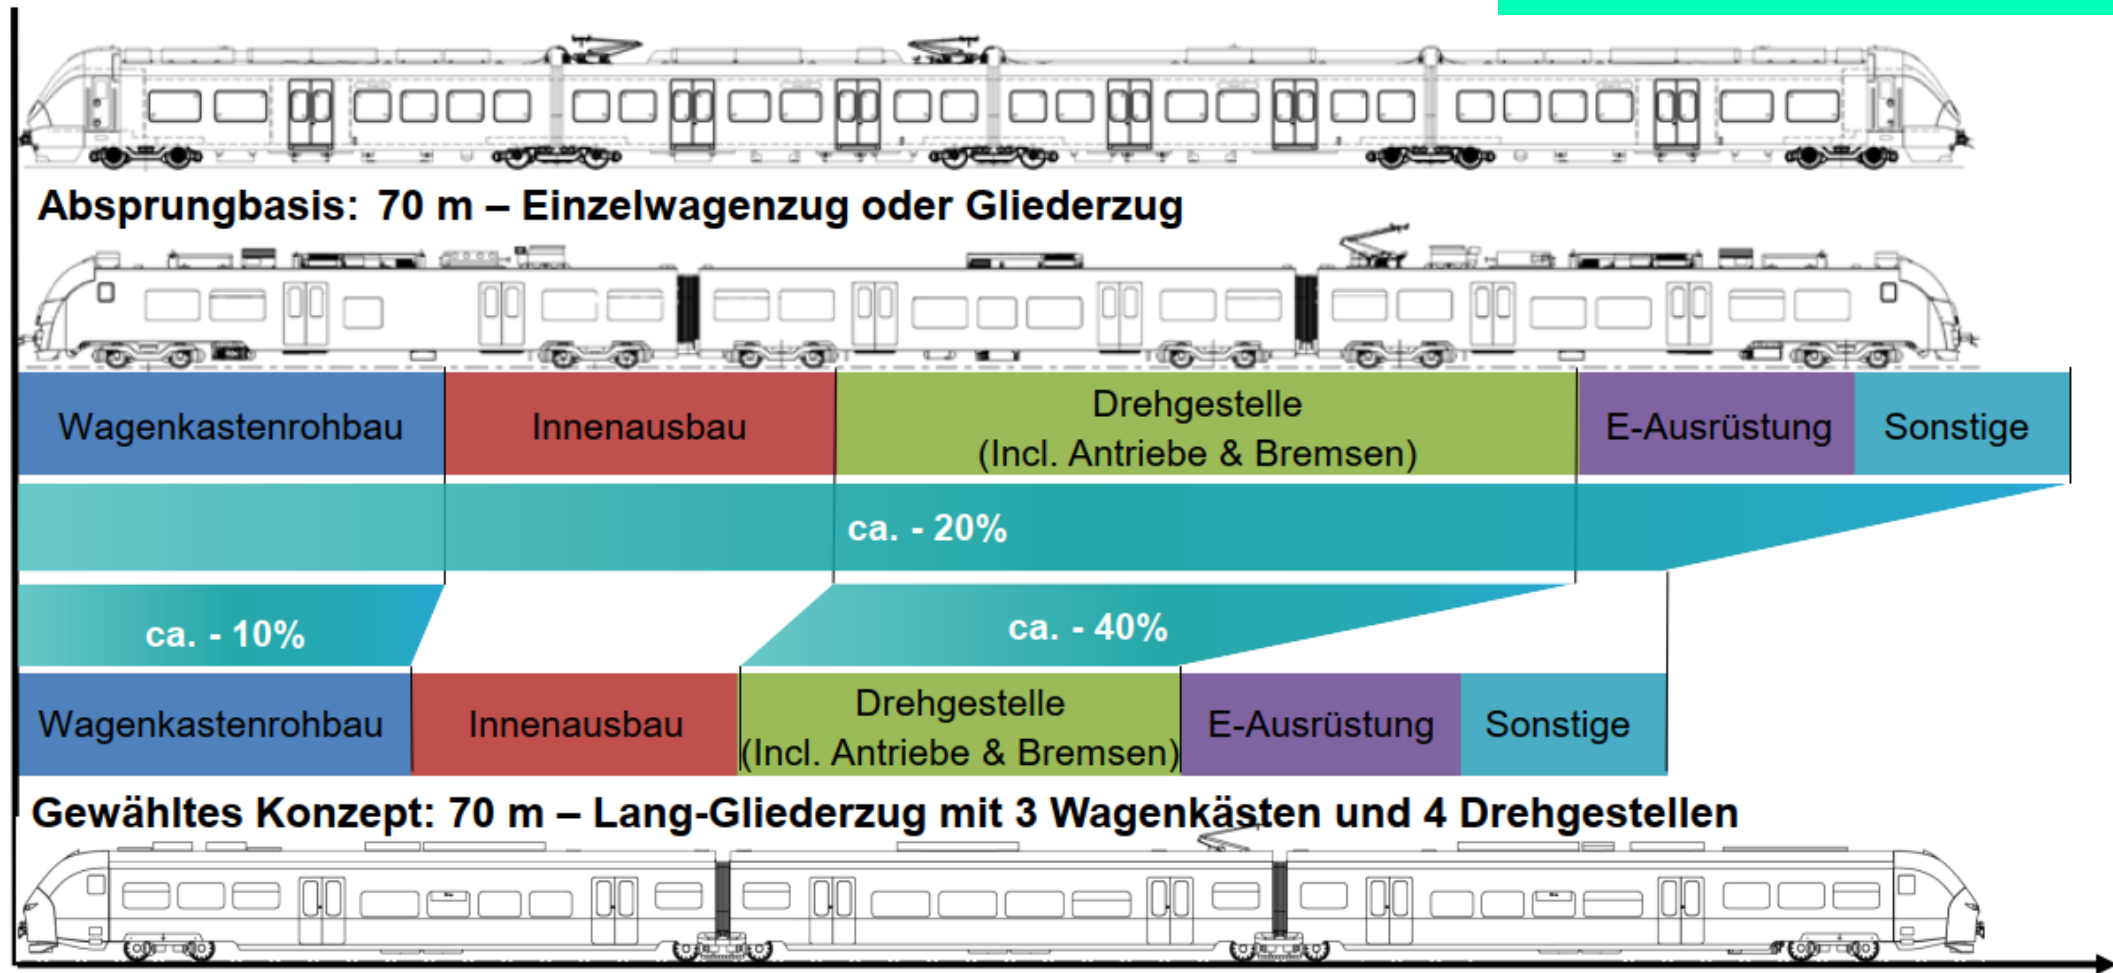 Absprungbasis: 70 m – Einzelwagenzug oder Gliederzug
Wagenkastenrohbau
Innenausbau
Drehgestelle
(Incl. Antriebe & Bremsen)
E-Ausrüstung
Sonstige
ca. - 20%
ca. - 10%
ca. - 40%
Wagenkastenrohbau
Innenausbau
Drehgestelle
(Incl. Antriebe & Bremsen)
E-Ausrüstung
Sonstige
Gewähltes Konzept: 70 m – Lang-Gliederzug mit 3 Wagenkästen und 4 Drehgestellen